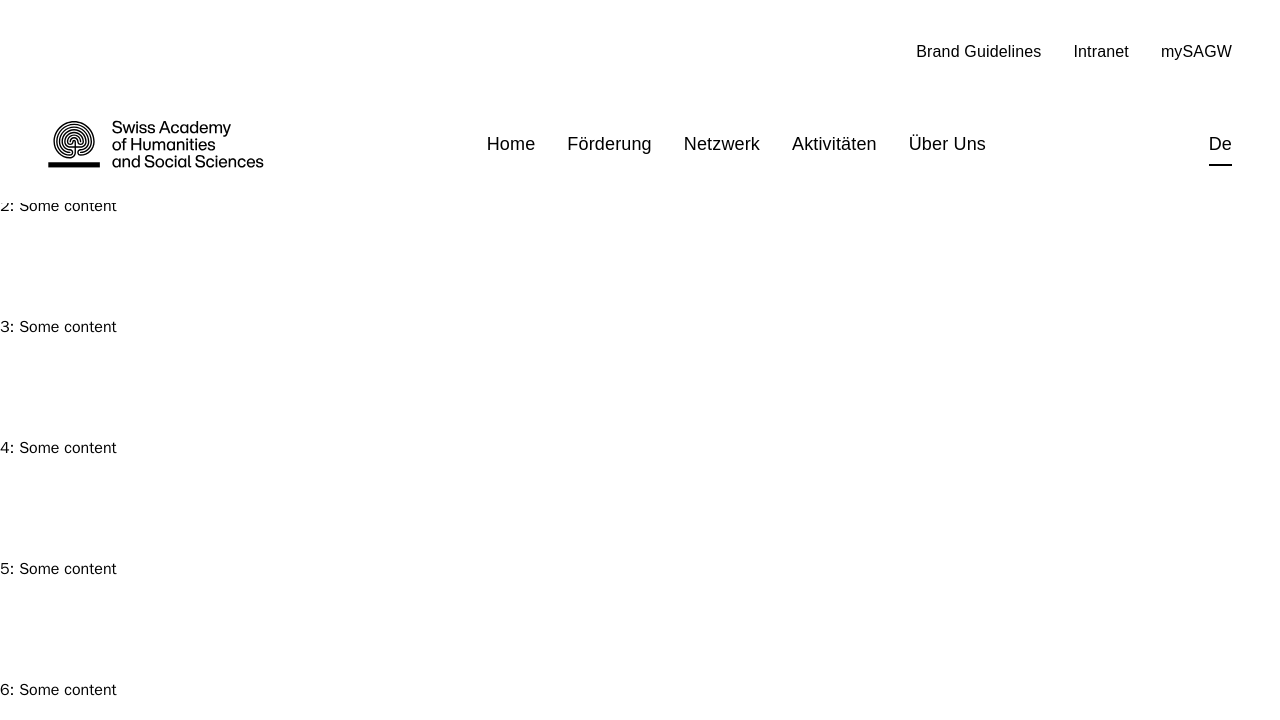 Brand Guidelines Intranet mySAGW
Swiss Academy
of Humanities
and Social Sciences
Home Förderung Netzwerk Aktivitäten Über Uns
De
2: Some content
3: Some content
4: Some content
5: Some content
6: Some content